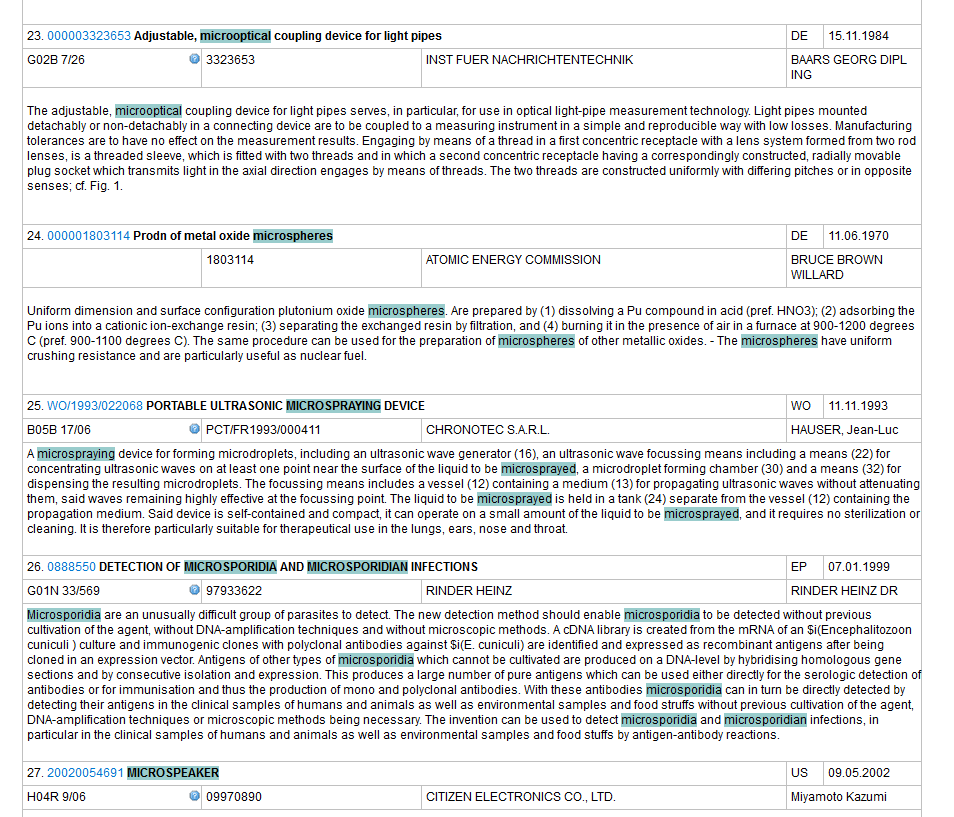 23. 000003323653 Adjustable, microoptical coupling device for light pipes DE 15.11.1984
G02B 7/26 3323653 INST FUER NACHRICHTENTECHNIK BAARS GEORG DIPL
ING
The adjustable, microoptical coupling device for light pipes serves, in particular, for use in optical light-pipe measurement technology. Light pipes mounted
detachably or non-detachably in a connecting device are to be coupled to a measuring instrument in a simple and reproducible way with low losses. Manufacturing
tolerances are to have no effect on the measurement results. Engaging by means of a thread in a first concentric receptacle with a lens system formed from two rod
lenses, is a threaded sleeve, which is fitted with two threads and in which a second concentric receptacle having a correspondingly constructed, radially movable
plug socket which transmits light in the axial direction engages by means of threads. The two threads are constructed uniformly with differing pitches or in opposite
senses; cf. Fig. 1.
24. 000001803114 Prodn of metal oxide microspheres DE 11.06.1970
1803114 ATOMIC ENERGY COMMISSION BRUCE BROWN
WILLARD
Uniform dimension and surface configuration plutonium oxide microspheres. Are prepared by (1) dissolving a Pu compound in acid (pref. HNO3); (2) adsorbing the
Pu ions into a cationic ion-exchange resin; (3) separating the exchanged resin by filtration, and (4) burning it in the presence of air in a furnace at 900-1200 degrees
C (pref. 900-1100 degrees C). The same procedure can be used for the preparation of microspheres of other metallic oxides. - The microspheres have uniform
crushing resistance and are particularly useful as nuclear fuel.
25. WO/1993/022068 PORTABLE ULTRASONIC MICROSPRAYING DEVICE WO 11.11.1993
B05B 17/06 PCT/FR1993/000411 CHRONOTEC S.A.R.L. HAUSER, Jean-Luc
A microspraying device for forming microdroplets, including an ultrasonic wave generator (16), an ultrasonic wave focussing means including a means (22) for
concentrating ultrasonic waves on at least one point near the surface of the liquid to be microsprayed, a microdroplet forming chamber (30) and a means (32) for
dispensing the resulting microdroplets. The focussing means includes a vessel (12) containing a medium (13) for propagating ultrasonic waves without attenuating
them, said waves remaining highly effective at the focussing point. The liquid to be microsprayed is held in a tank (24) separate from the vessel (12) containing the
propagation medium. Said device is self-contained and compact, it can operate on a small amount of the liquid to be microsprayed, and it requires no sterilization or
cleaning. It is therefore particularly suitable for therapeutical use in the lungs, ears, nose and throat.
26. 0888550 DETECTION OF MICROSPORIDIA AND MICROSPORIDIAN INFECTIONS EP 07.01.1999
G01N 33/569 97933622 RINDER HEINZ RINDER HEINZ DR
Microsporidia are an unusually difficult group of parasites to detect. The new detection method should enable microsporidia to be detected without previous
cultivation of the agent, without DNA-amplification techniques and without microscopic methods. A cDNA library is created from the mRNA of an $i(Encephalitozoon
cuniculi ) culture and immunogenic clones with polyclonal antibodies against $i(E. cuniculi) are identified and expressed as recombinant antigens after being
cloned in an expression vector. Antigens of other types of microsporidia which cannot be cultivated are produced on a DNA-level by hybridising homologous gene
sections and by consecutive isolation and expression. This produces a large number of pure antigens which can be used either directly for the serologic detection of
antibodies or for immunisation and thus the production of mono and polyclonal antibodies. With these antibodies microsporidia can in turn be directly detected by
detecting their antigens in the clinical samples of humans and animals as well as environmental samples and food struffs without previous cultivation of the agent,
DNA-amplification techniques or microscopic methods being necessary. The invention can be used to detect microsporidia and microsporidian infections, in
particular in the clinical samples of humans and animals as well as environmental samples and food stuffs by antigen-antibody reactions.
27. 20020054691 MICROSPEAKER US 09.05.2002
H04R 9/06 09970890 CITIZEN ELECTRONICS CO., LTD. Miyamoto Kazumi